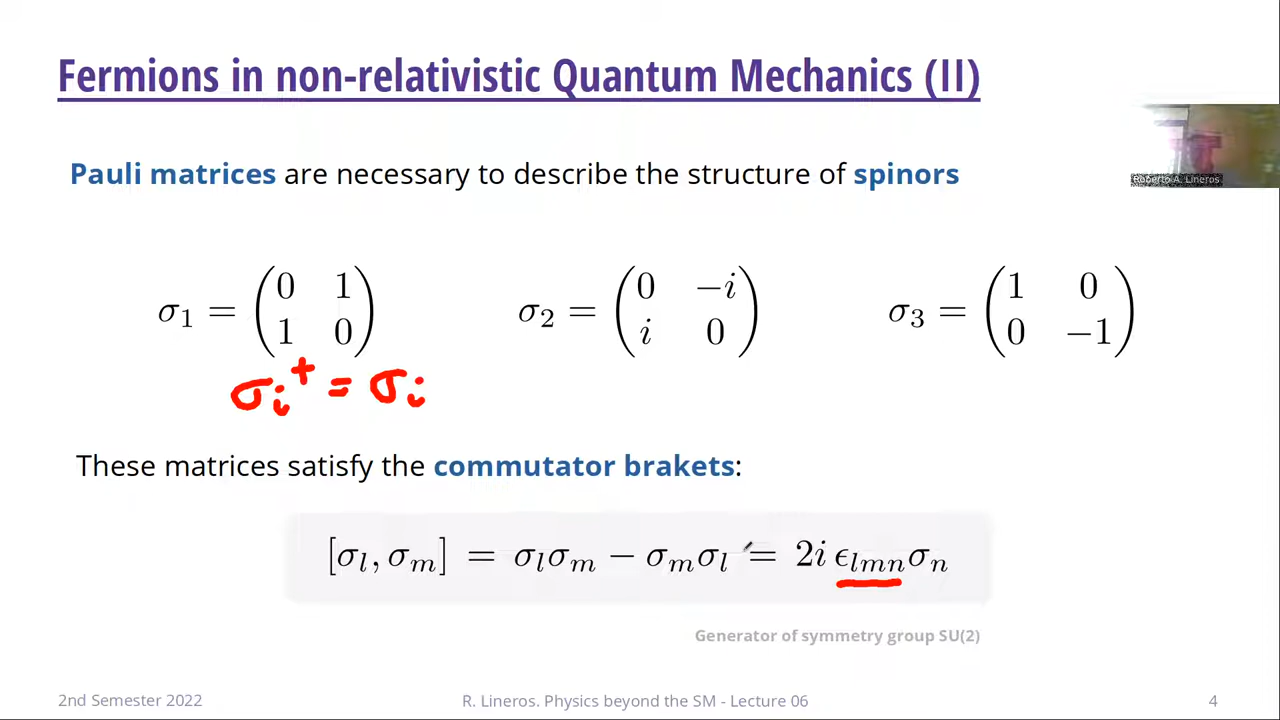 Fermions in non-relativistic Quantum Mechanics (II)
Roberto A. Lineros
Pauli matrices are necessary to describe the structure of spinors
σ₁ = (0 1; 1 0) σ₂ = (0 −i; i 0) σ₃ = (1 0; 0 −1)
σᵢ⁺ = σᵢ
These matrices satisfy the commutator brakets:
[σₗ, σₘ] = σₗσₘ − σₘσₗ = 2i ϵₗₘₙσₙ
Generator of symmetry group SU(2)
2nd Semester 2022 R. Lineros. Physics beyond the SM - Lecture 06 4